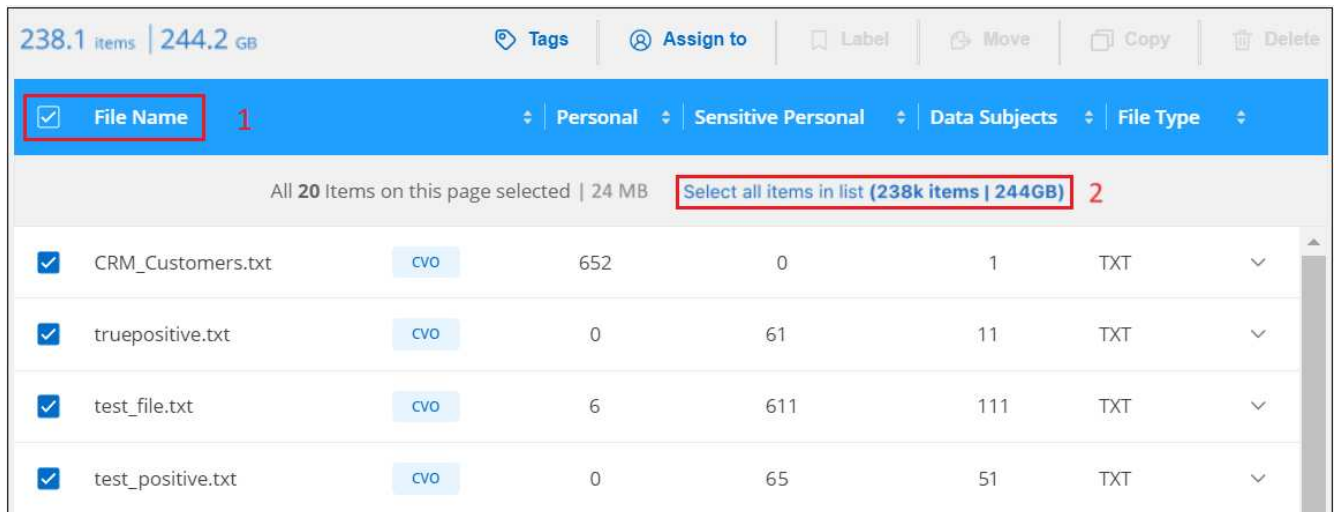 238.1 items | 244.2 GB Tags Assign to Label Move Copy Delete
File Name 1 Personal Sensitive Personal Data Subjects File Type
All 20 Items on this page selected | 24 MB Select all items in list (238k items | 244GB) 2
CRM_Customers.txt CVO 652 0 1 TXT
truepositive.txt CVO 0 61 11 TXT
test_file.txt CVO 6 611 111 TXT
test_positive.txt CVO 0 65 51 TXT